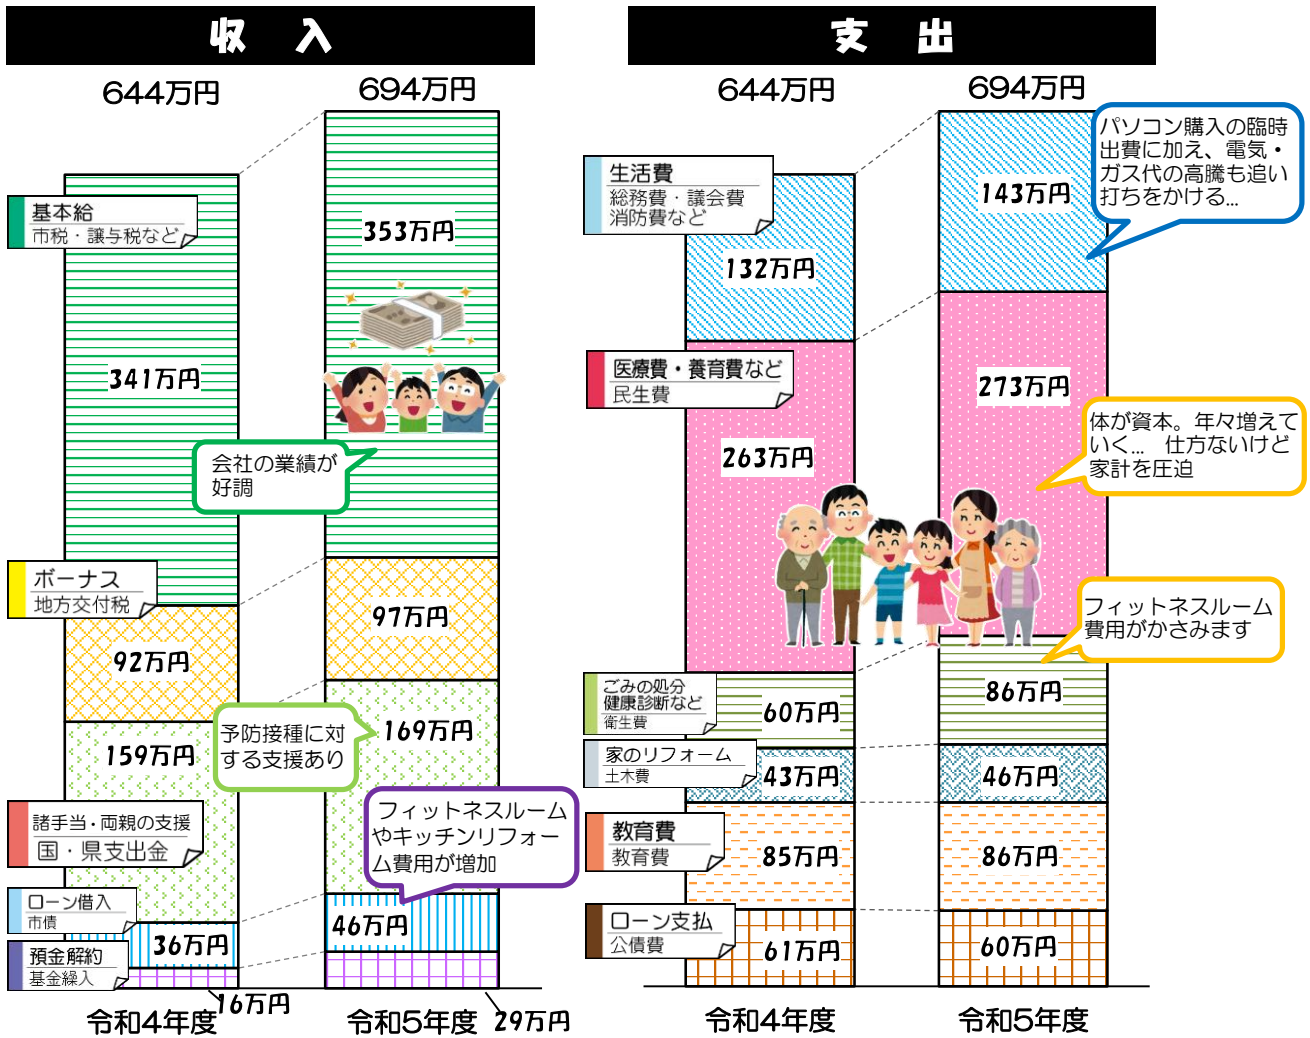 収 入
644万円
694万円
基本給
市税・譲与税など
353万円
341万円
会社の業績が
好調
ボーナス
地方交付税
97万円
92万円
159万円
予防接種に対
する支援あり
169万円
諸手当・両親の支援
国・県支出金
フィットネスルーム
やキッチンリフォー
ム費用が増加
ローン借入
市債
36万円
46万円
預金解約
基金繰入
16万円
29万円
令和4年度
令和5年度
支 出
644万円
694万円
パソコン購入の臨時
出費に加え、電気・
ガス代の高騰も追い
打ちをかける…
生活費
総務費・議会費
消防費など
143万円
132万円
医療費・養育費など
民生費
273万円
263万円
体が資本。年々増えて
いく… 仕方ないけど
家計を圧迫
フィットネスルーム
費用がかさみます
ごみの処分
健康診断など
衛生費
60万円
86万円
家のリフォーム
土木費
43万円
46万円
教育費
教育費
85万円
86万円
ローン支払
公債費
61万円
60万円
令和4年度
令和5年度